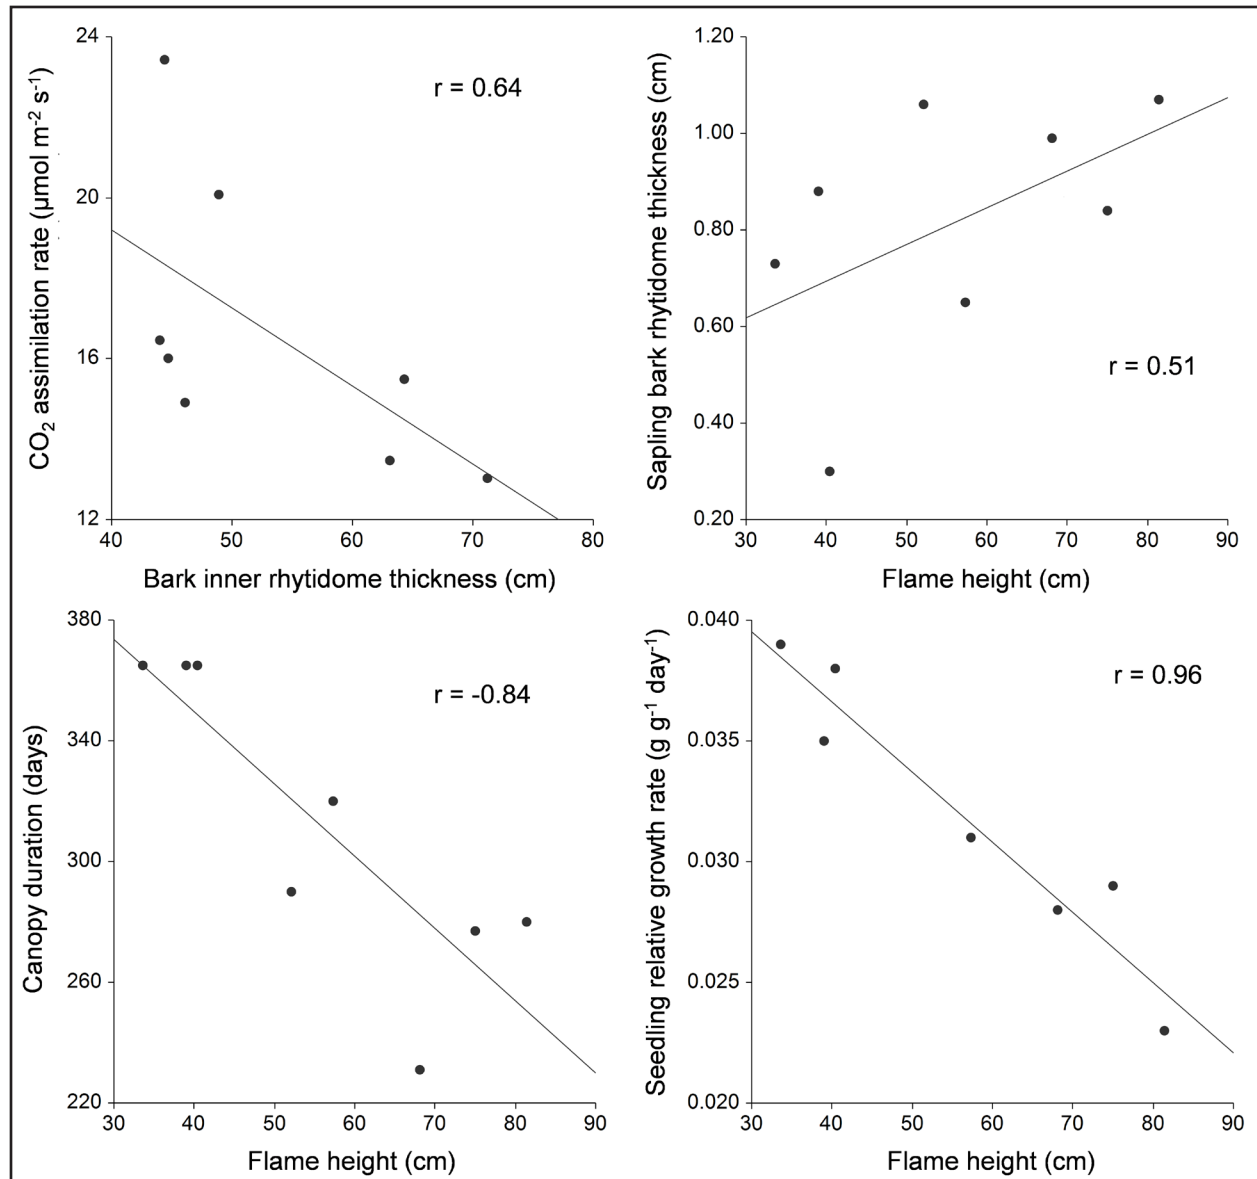 24
20
16
12
CO₂ assimilation rate (μmol m⁻² s⁻¹)
r = 0.64
40 50 60 70 80
Bark inner rhytidome thickness (cm)
1.20
1.00
0.80
0.60
0.40
0.20
Sapling bark rhytidome thickness (cm)
r = 0.51
30 40 50 60 70 80 90
Flame height (cm)
380
340
300
260
220
Canopy duration (days)
r = -0.84
30 40 50 60 70 80 90
Flame height (cm)
0.040
0.035
0.030
0.025
0.020
Seedling relative growth rate (g g⁻¹ day⁻¹)
r = 0.96
30 40 50 60 70 80 90
Flame height (cm)